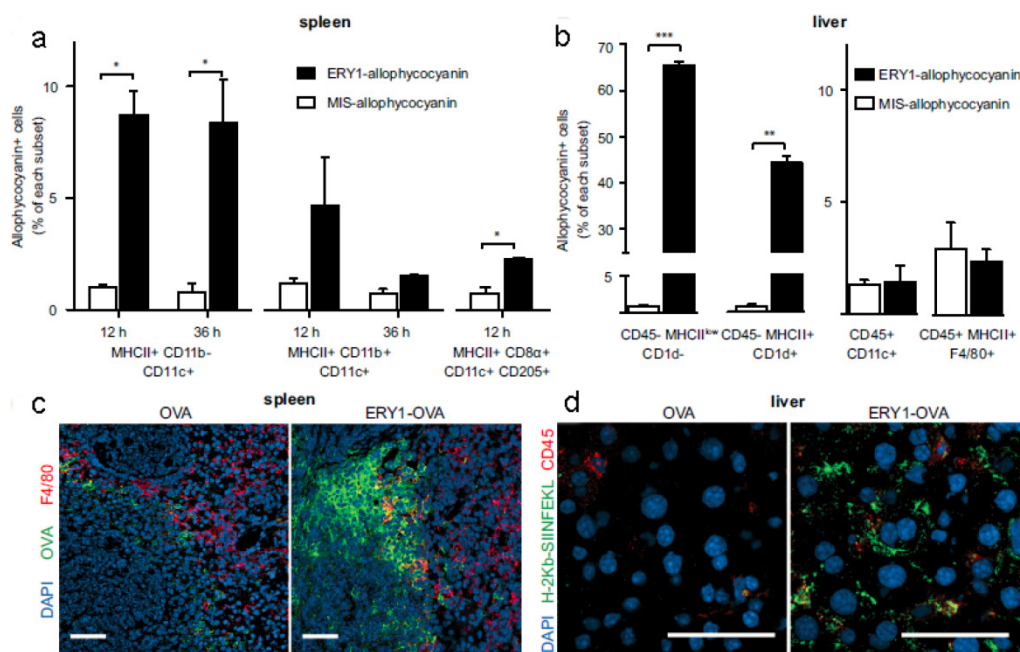 a
spleen
Allophycocyanin+ cells
(% of each subset)
10
5
0
*
*
*
ERY1-allophycocyanin
MIS-allophycocyanin
12 h
36 h
12 h
36 h
12 h
MHCII+ CD11b-
CD11c+
MHCII+ CD11b+
CD11c+
MHCII+ CD8α+
CD11c+ CD205+
b
liver
Allophycocyanin+ cells
(% of each subset)
70
60
50
40
30
5
***
**
10
5
ERY1-allophycocyanin
MIS-allophycocyanin
CD45- MHCIIlow
CD1d-
CD45- MHCII+
CD1d+
CD45+
CD11c+
CD45+ MHCII+
F4/80+
c
spleen
OVA
ERY1-OVA
DAPI OVA F4/80
d
liver
OVA
ERY1-OVA
DAPI H-2Kb-SIINFEKL CD45